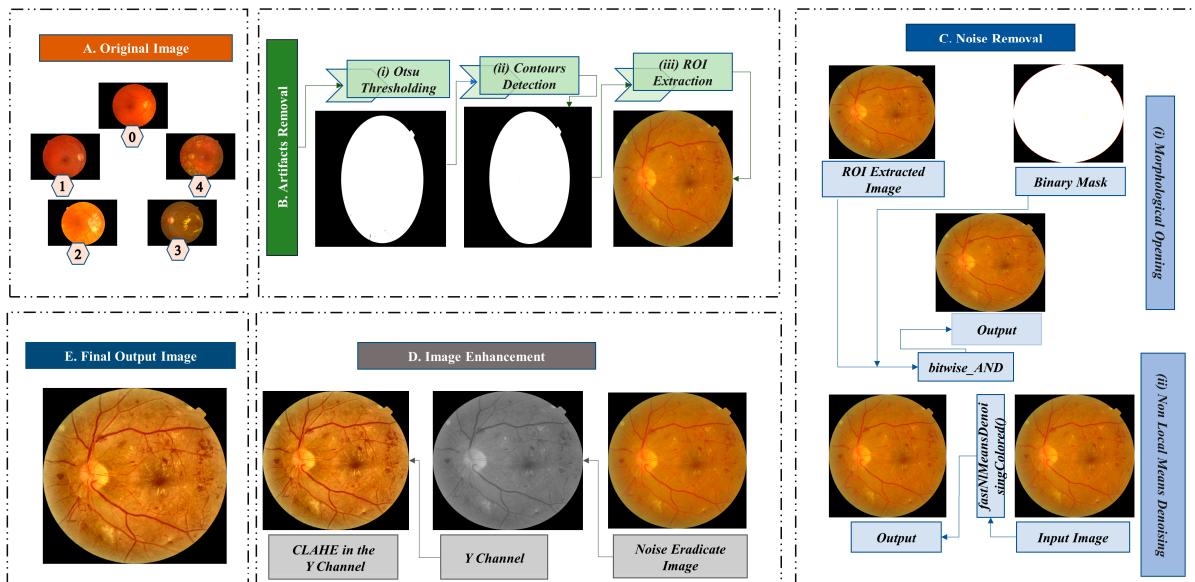 A. Original Image
0
1
4
2
3
B. Artifacts Removal
(i) Otsu
Thresholding
(ii) Contours
Detection
(iii) ROI
Extraction
C. Noise Removal
ROI Extracted
Image
Binary Mask
Output
bitwise_AND
(i) Morphological Opening
fastNlMeansDenoi
singColored()
Output
Input Image
(ii) Non Local Means Denoising
D. Image Enhancement
CLAHE in the
Y Channel
Y Channel
Noise Eradicate
Image
E. Final Output Image